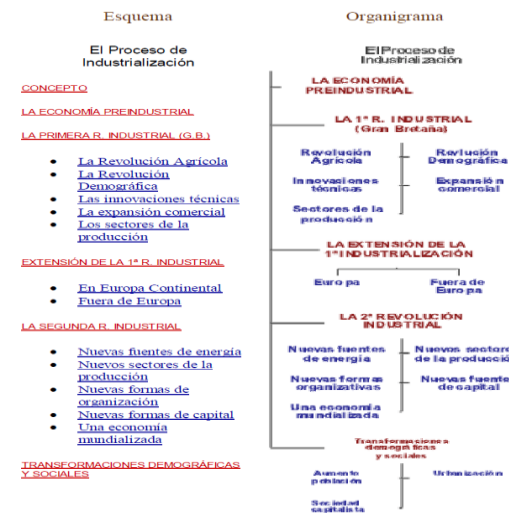 Esquema
El Proceso de
Industrialización
CONCEPTO
LA ECONOMÍA PREINDUSTRIAL
LA PRIMERA R. INDUSTRIAL (G.B.)
La Revolución Agrícola
La Revolución
Demográfica
Las innovaciones técnicas
La expansión comercial
Los sectores de la
producción
EXTENSIÓN DE LA 1ª R. INDUSTRIAL
En Europa Continental
Fuera de Europa
LA SEGUNDA R. INDUSTRIAL
Nuevas fuentes de energía
Nuevos sectores de la
producción
Nuevas formas de
organización
Nuevas formas de capital
Una economía
mundializada
TRANSFORMACIONES DEMOGRÁFICAS
Y SOCIALES
Organigrama
El Proceso de
Industrialización
LA ECONOMÍA
PREINDUSTRIAL
LA 1ª R. INDUSTRIAL
(Gran Bretaña)
Revolución
Agrícola
Revlución
Demográfica
Innovaciones
técnicas
Expansión
comercial
Sectores de la
producción
LA EXTENSIÓN DE LA
1ª INDUSTRIALIZACIÓN
Europa
Fuera de
Europa
LA 2ª REVOLUCIÓN
INDUSTRIAL
Nuevas fuentes
de energía
Nuevos sectore
de la producció
Nuevas formas
organizativas
Nuevas fuente
de capital
Una economía
mundializada
Transformaciones
demográficas
y sociales
Aumento
población
Urbanización
Sociedad
capitalista